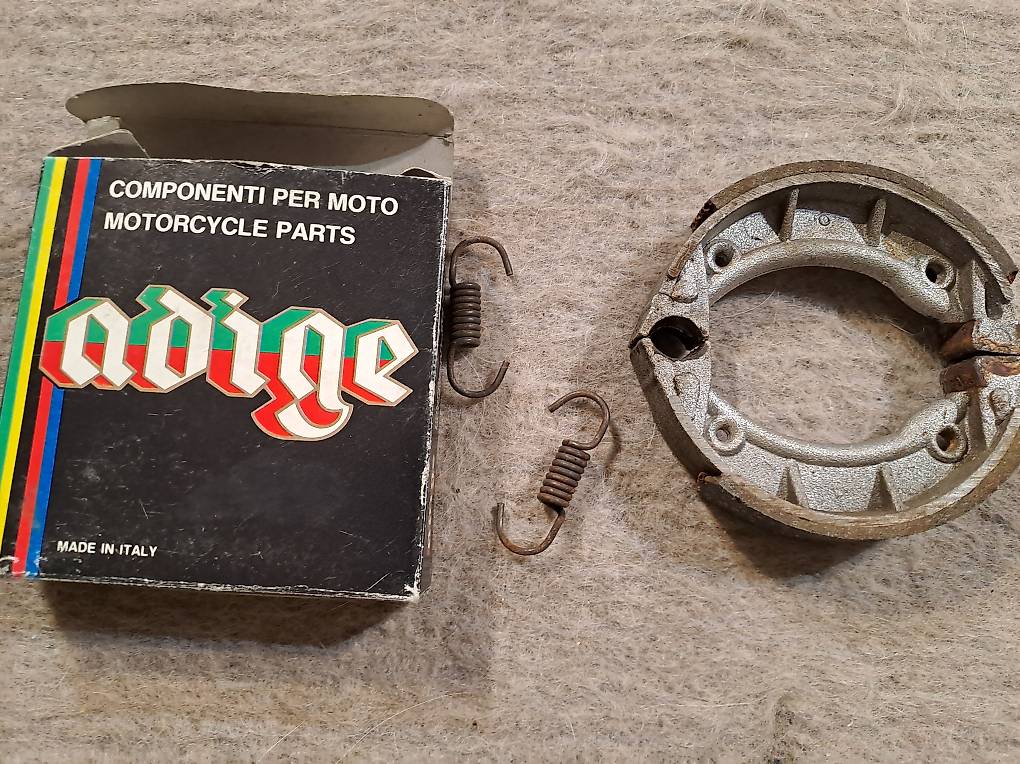 COMPONENTI PER MOTO
MOTORCYCLE PARTS
adige
MADE IN ITALY